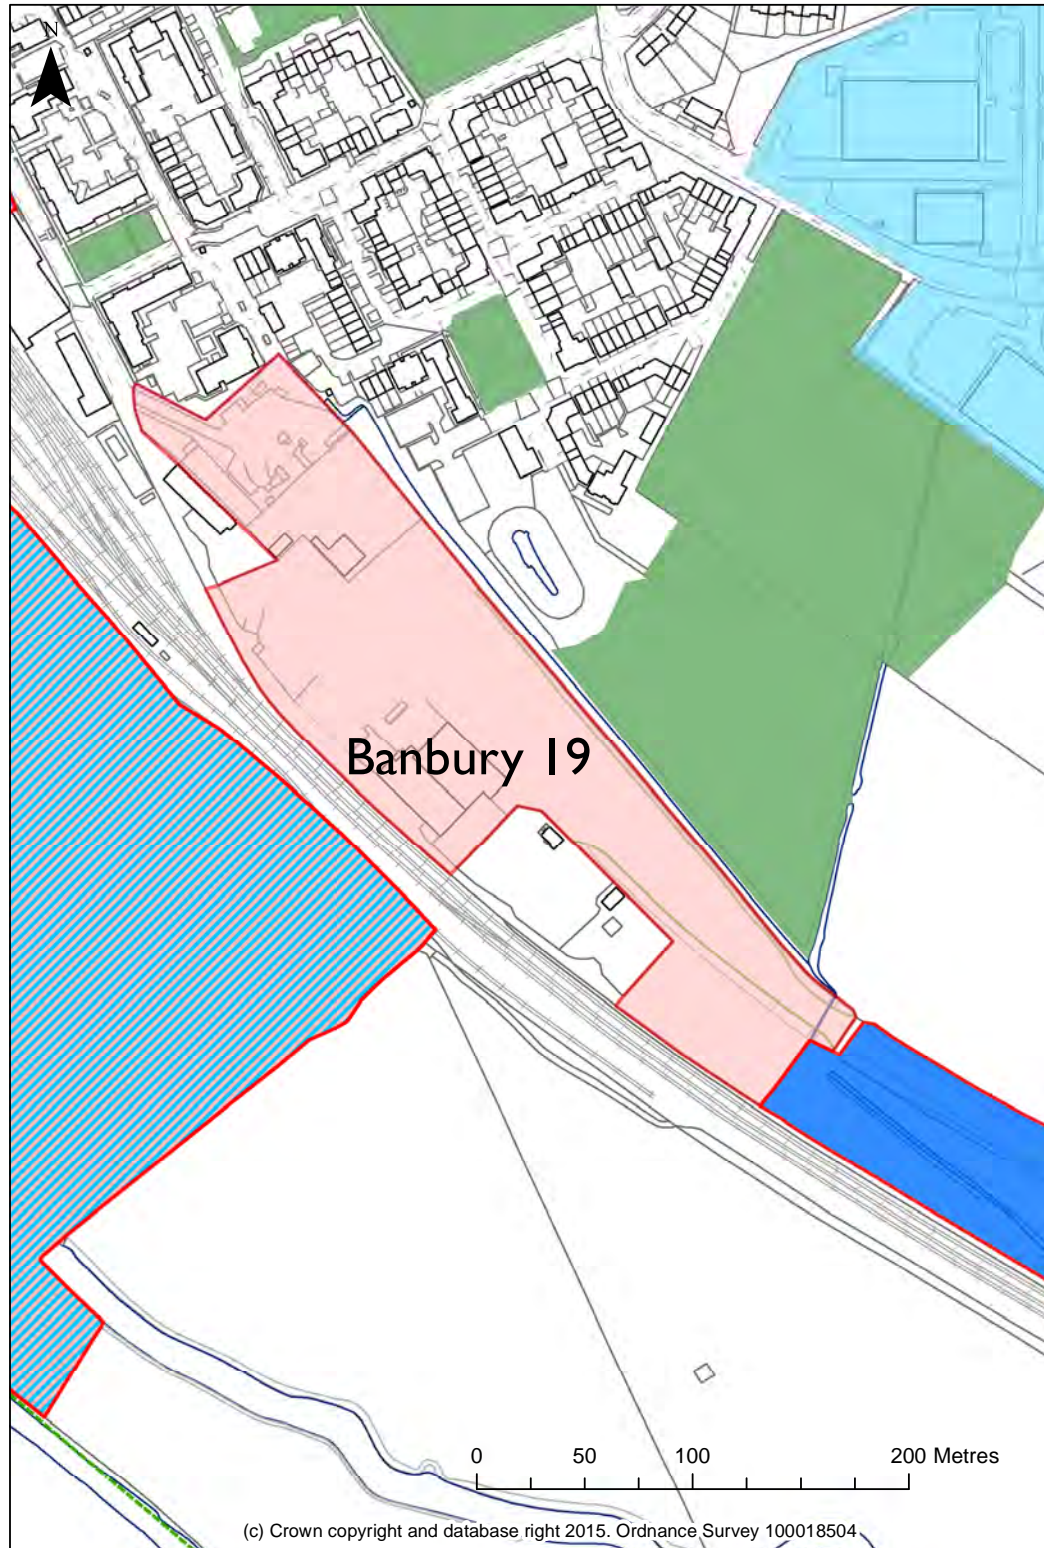 N
Banbury 19
0 50 100 200 Metres
(c) Crown copyright and database right 2015. Ordnance Survey 100018504